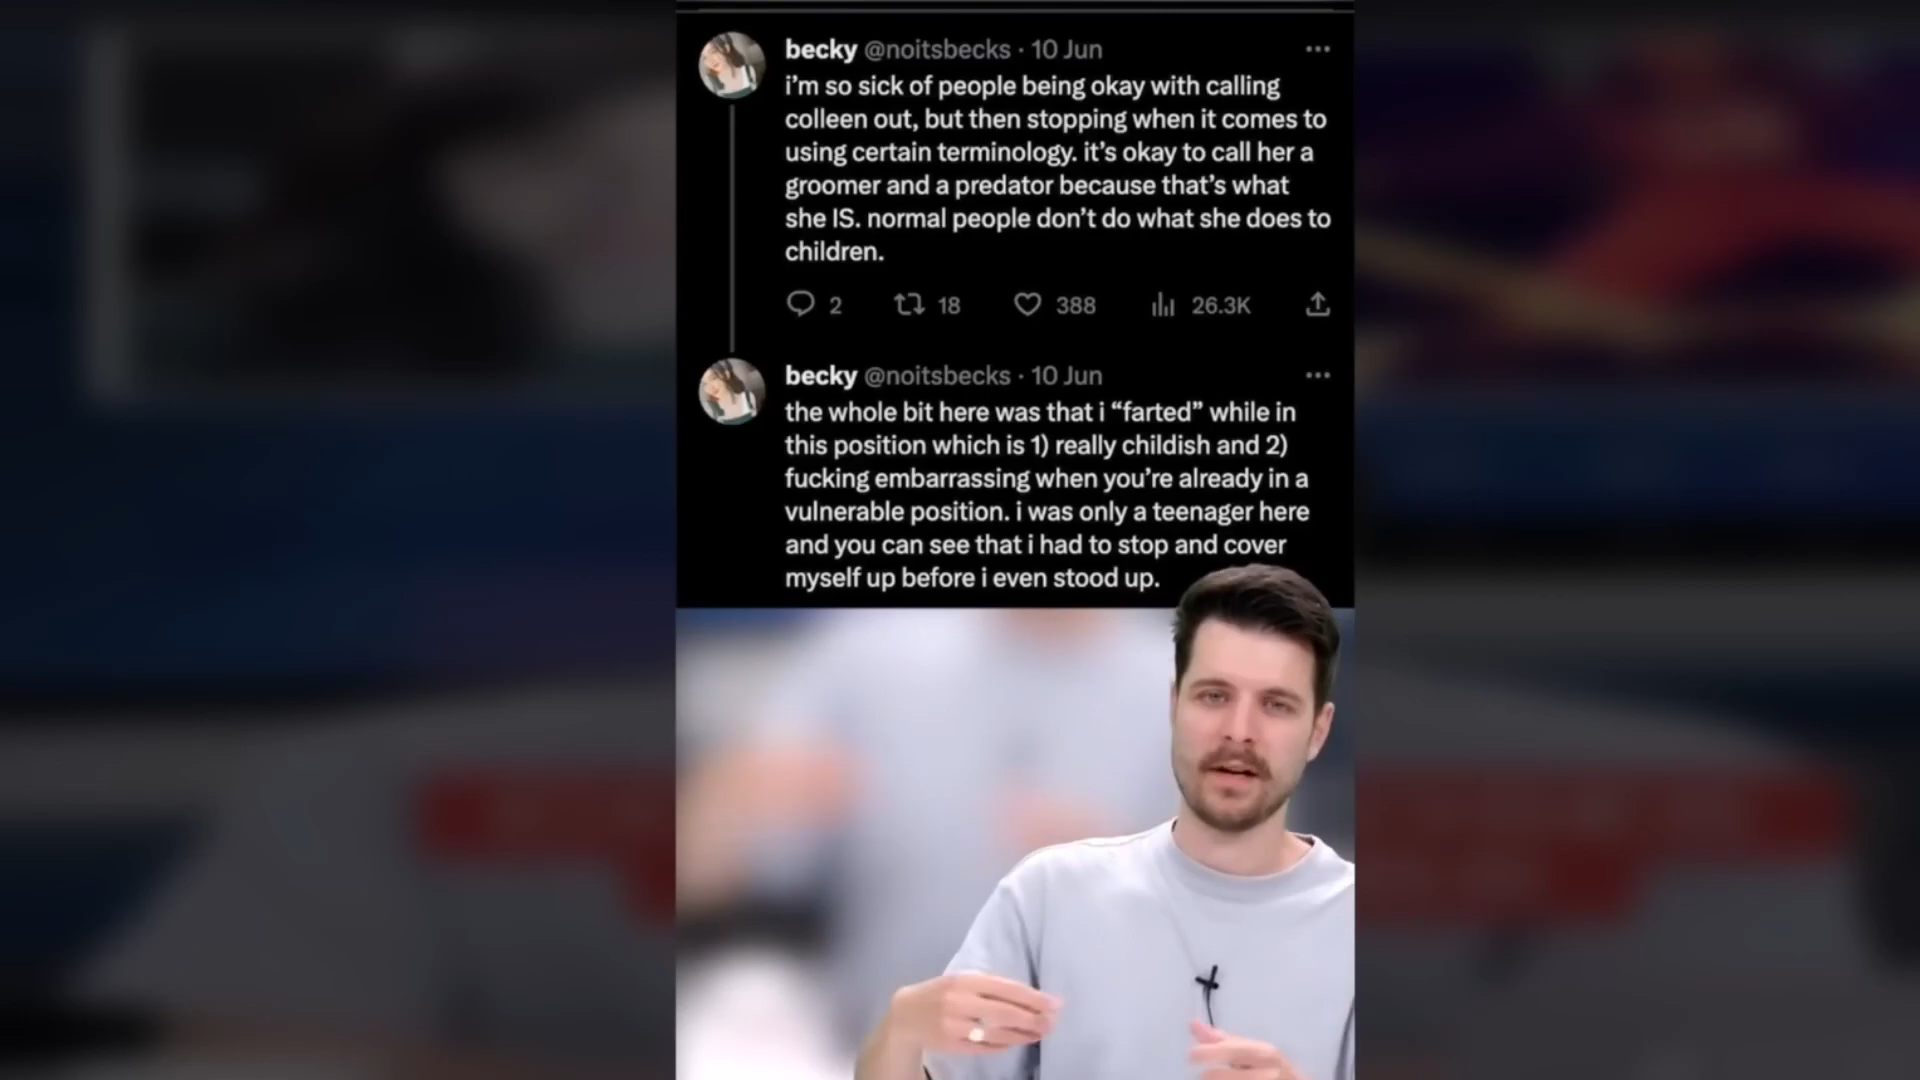 becky @noitsbecks · 10 Jun
i’m so sick of people being okay with calling
colleen out, but then stopping when it comes to
using certain terminology. it’s okay to call her a
groomer and a predator because that’s what
she IS. normal people don’t do what she does to
children.
2 18 388 26.3K
becky @noitsbecks · 10 Jun
the whole bit here was that i “farted” while in
this position which is 1) really childish and 2)
fucking embarrassing when you’re already in a
vulnerable position. i was only a teenager here
and you can see that i had to stop and cover
myself up before i even stood up.